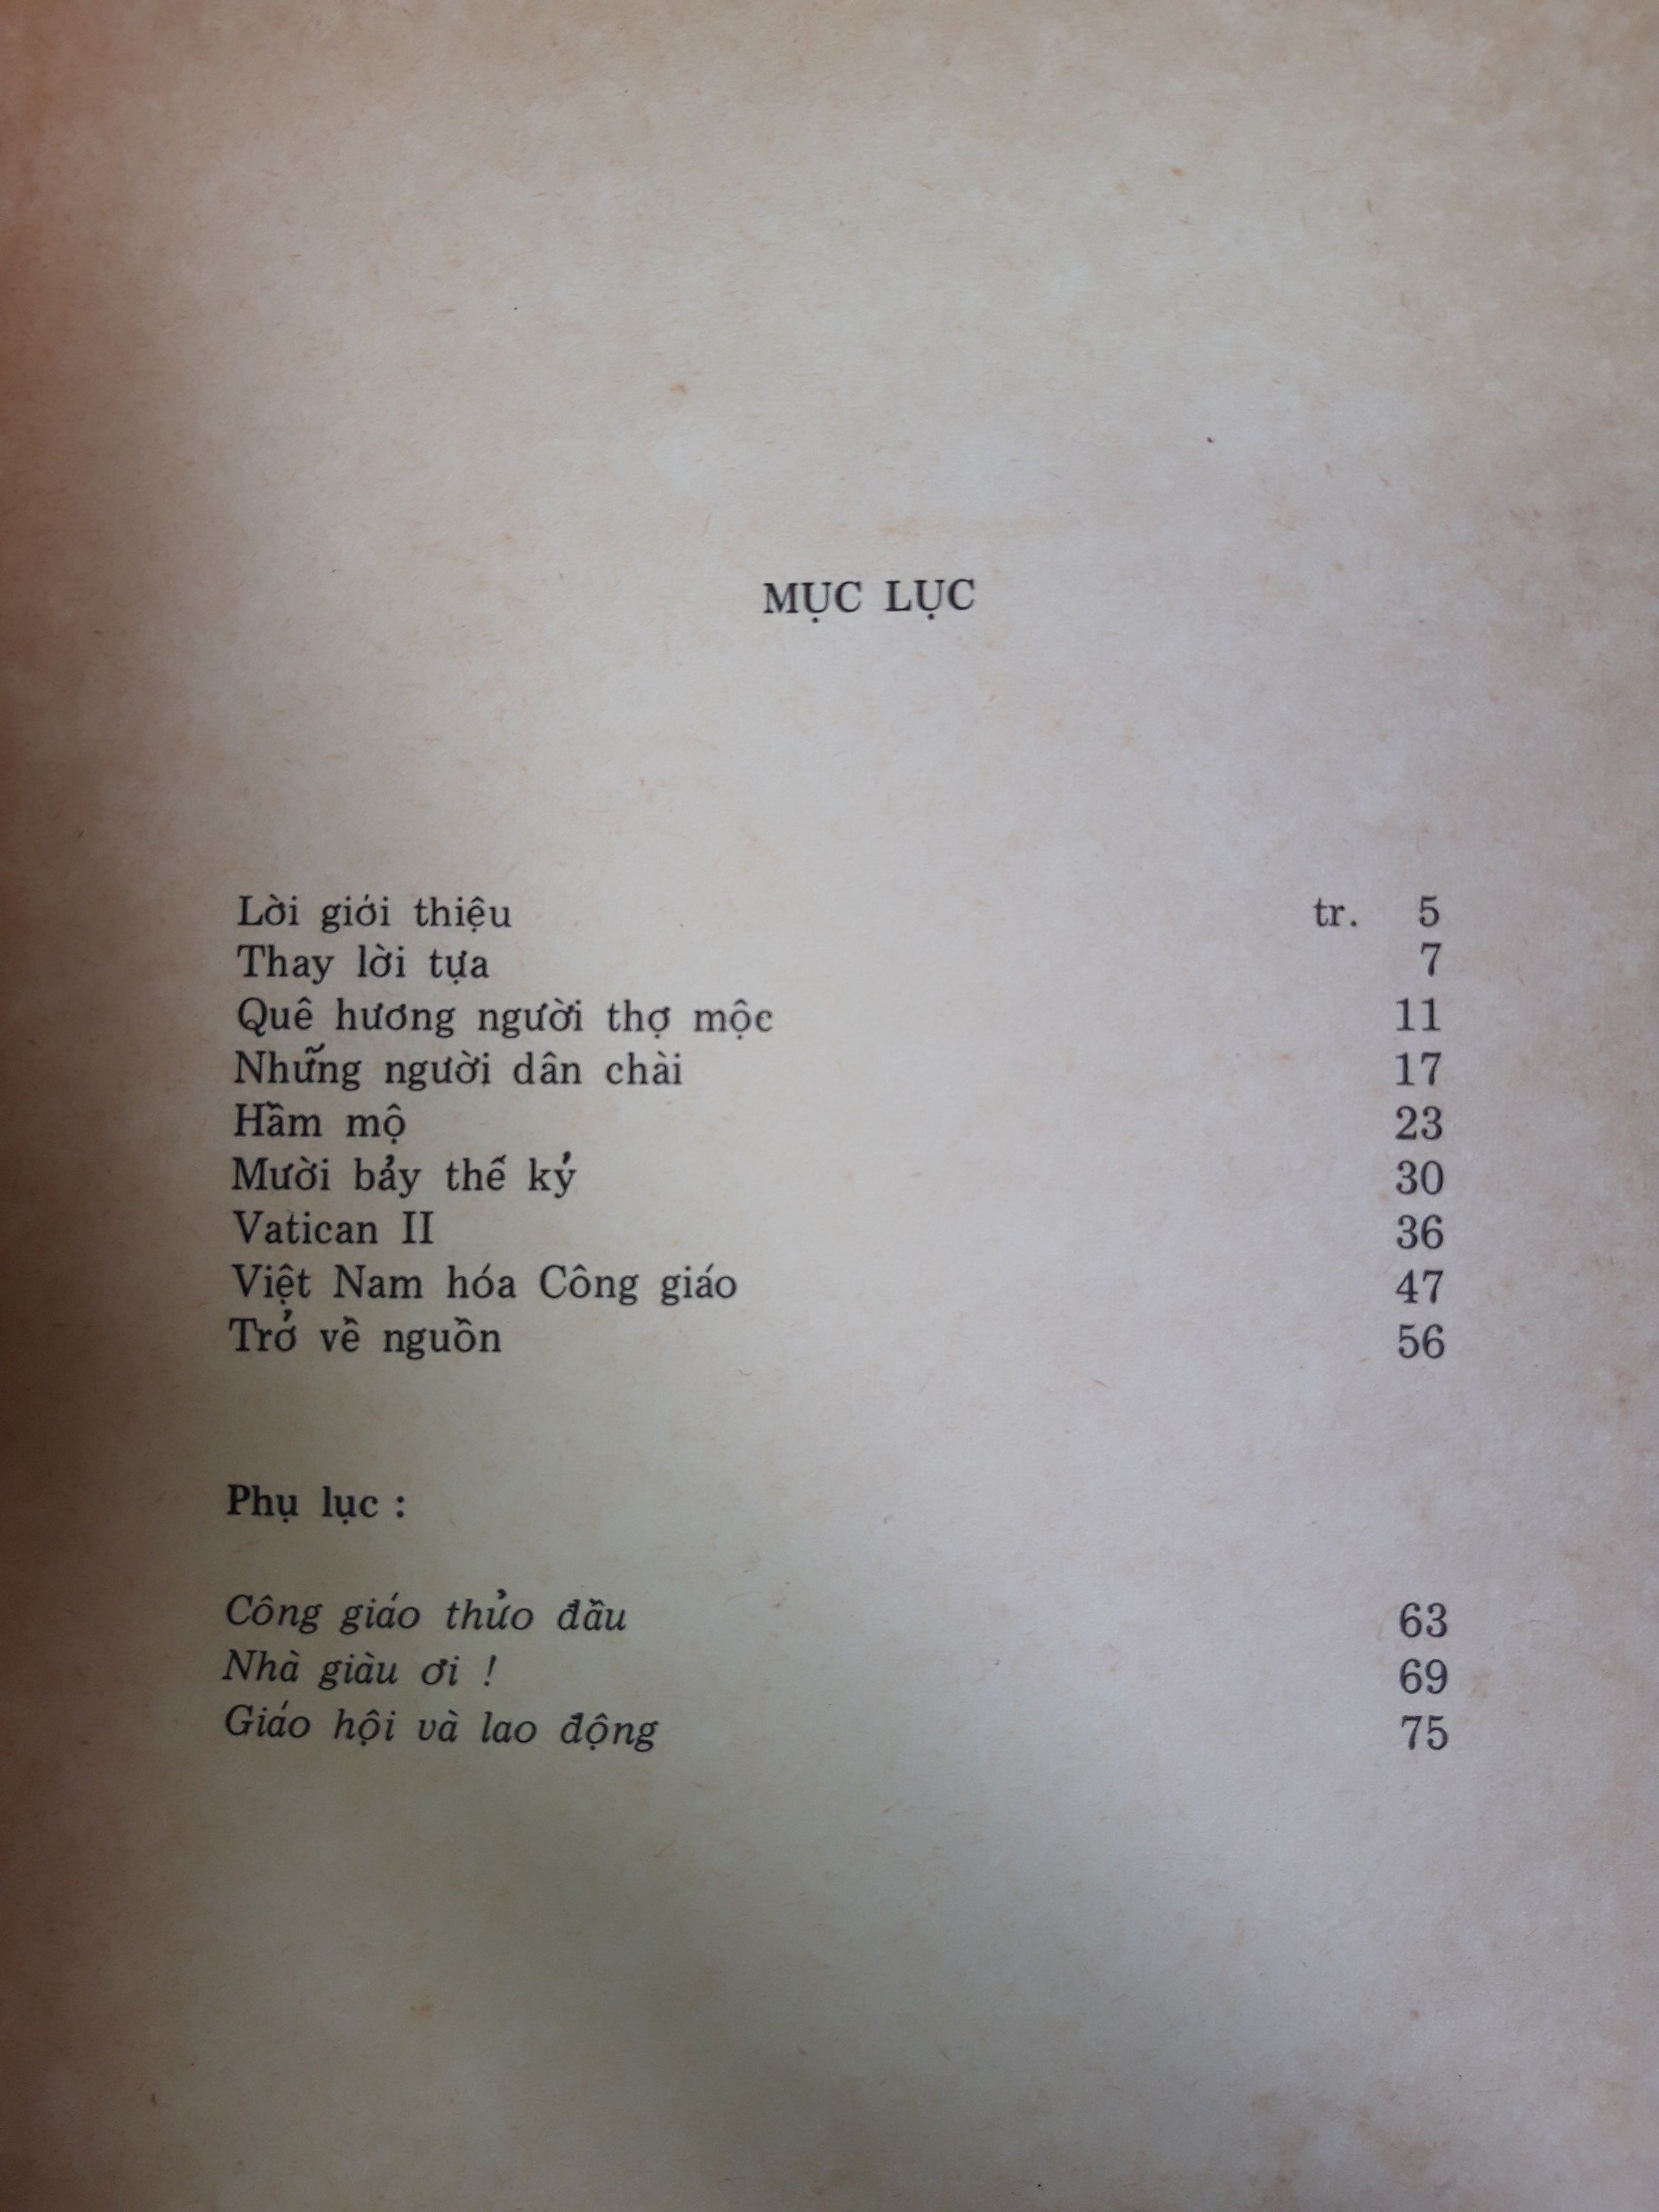 MỤC LỤC
Lời giới thiệu tr. 5
Thay lời tựa 7
Quê hương người thợ mộc 11
Những người dân chài 17
Hầm mộ 23
Mười bảy thế kỷ 30
Vatican II 36
Việt Nam hóa Công giáo 47
Trở về nguồn 56
Phụ lục :
Công giáo thửo đầu 63
Nhà giàu ơi ! 69
Giáo hội và lao động 75